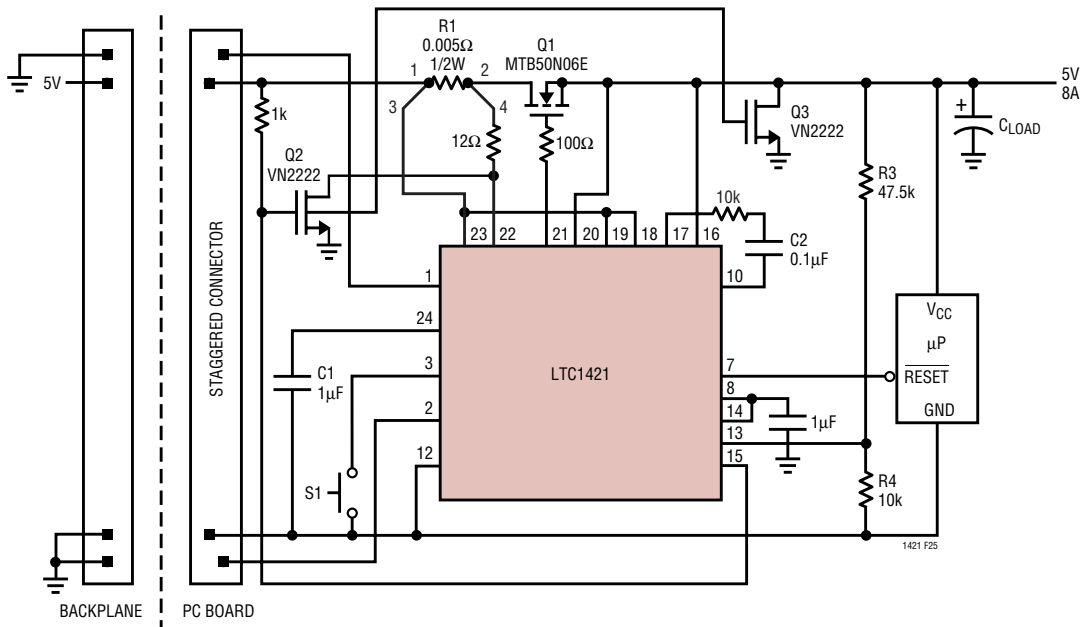 R1
0.005Ω
1/2W
Q1
MTB50N06E
1
2
3
4
5V
1k
12Ω
100Ω
Q2
VN2222
Q3
VN2222
5V
8A
+
CLOAD
R3
47.5k
10k
C2
0.1µF
23
22
21
20
19
18
17
16
1
24
3
2
12
10
7
8
14
13
15
LTC1421
C1
1µF
S1
1µF
VCC
µP
RESET
GND
R4
10k
STAGGERED CONNECTOR
1421 F25
BACKPLANE
PC BOARD